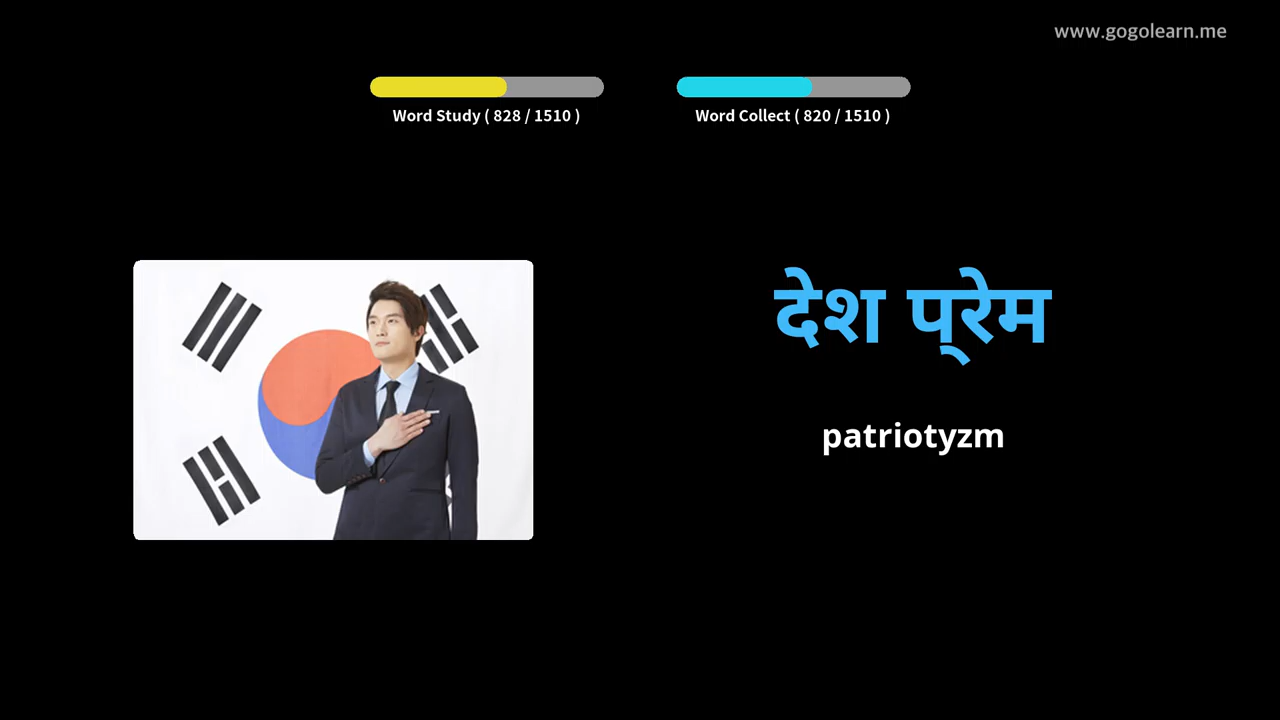 www.gogolearn.me
Word Study ( 828 / 1510 )
Word Collect ( 820 / 1510 )
देश प्रेम
patriotyzm